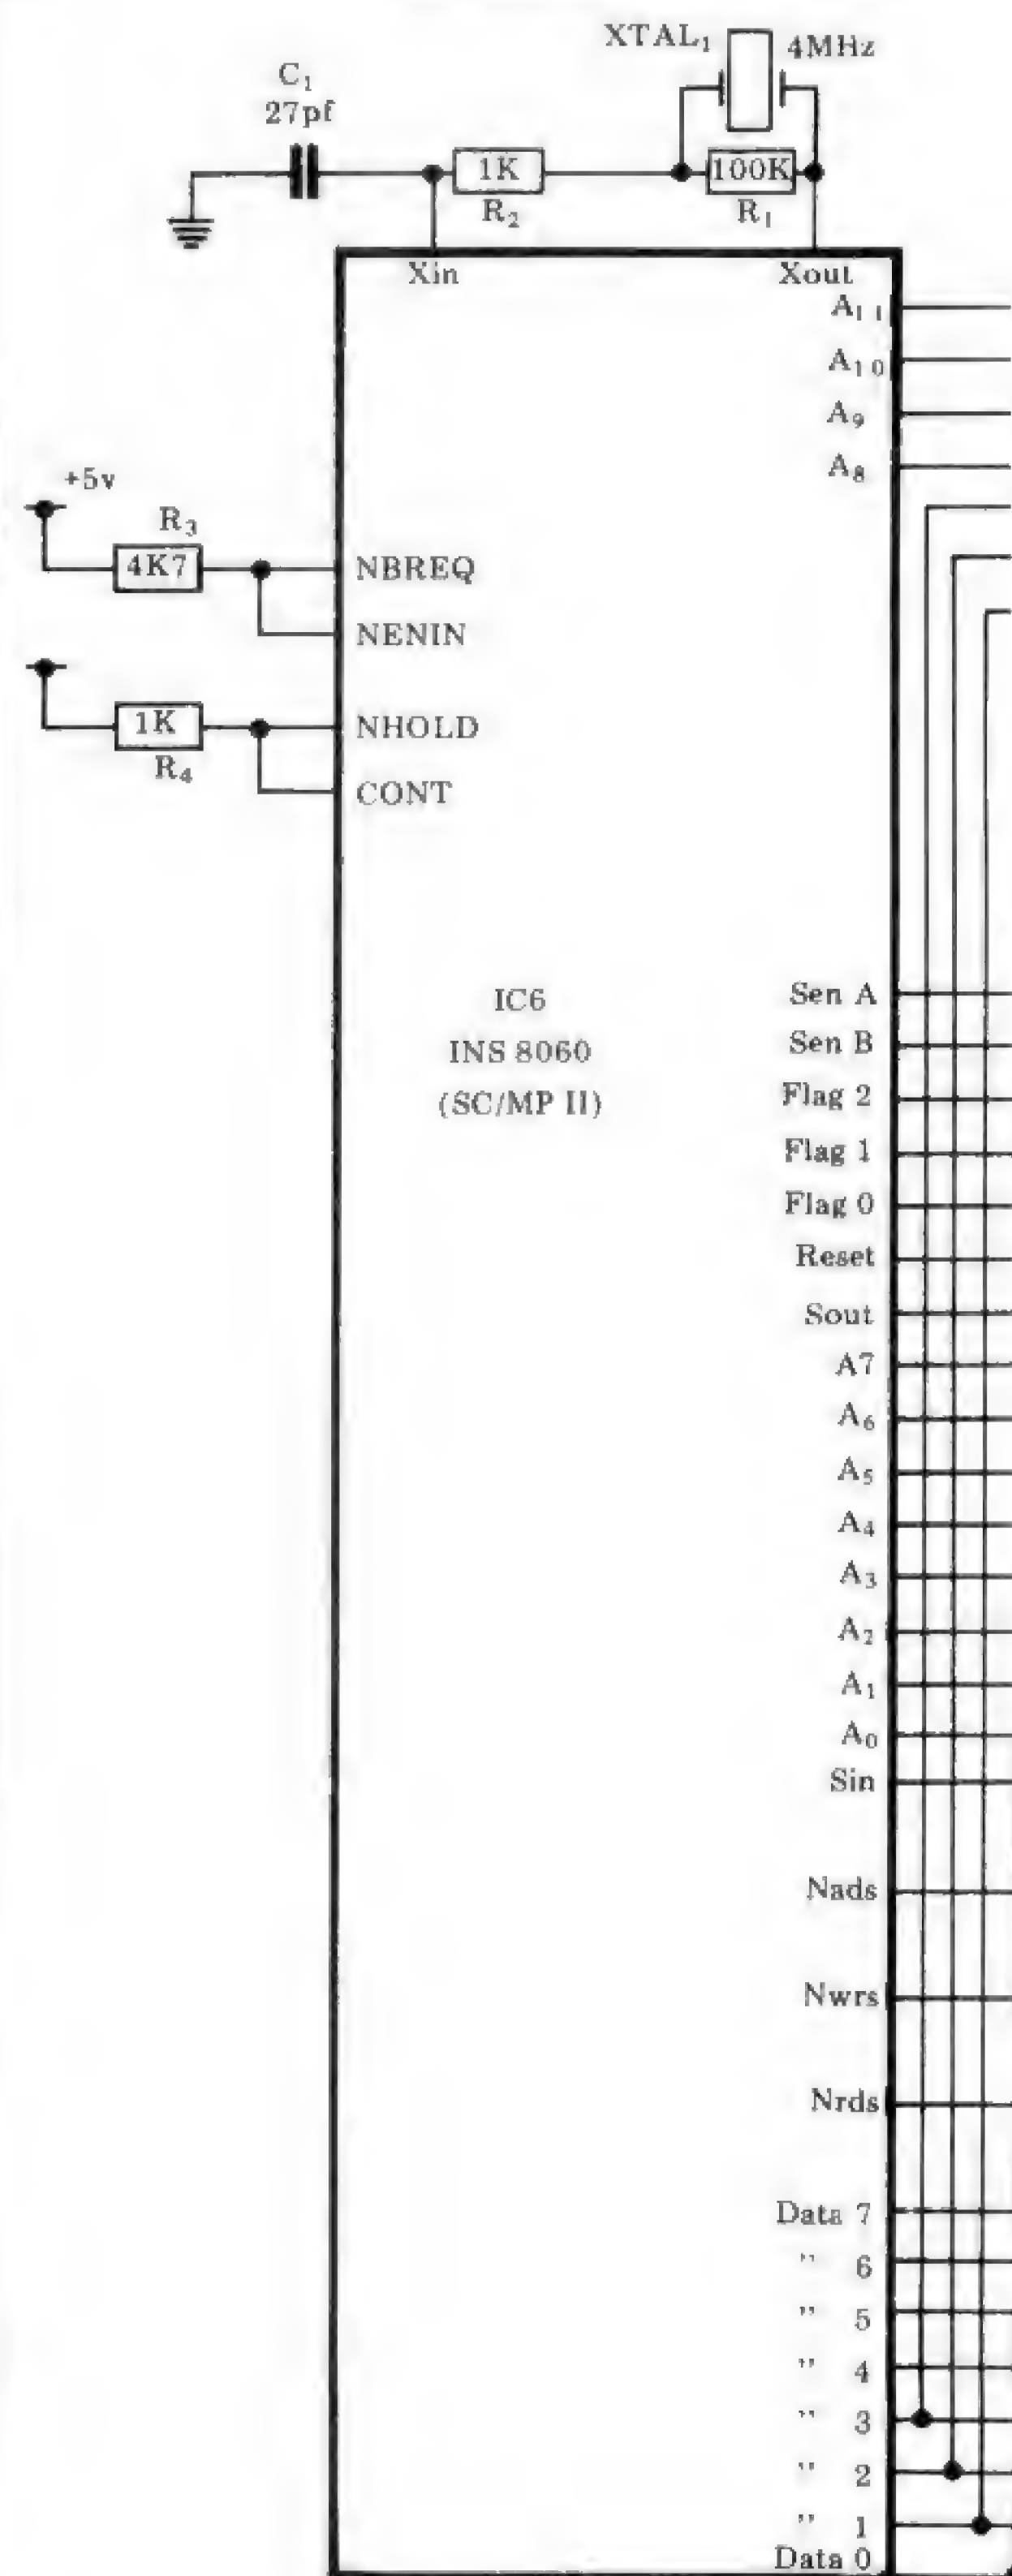 XTAL₁ 4MHz
C₁
27pf
1K 100K
R₂ R₁
Xin Xout
A₁₁
A₁₀
A₉
A₈
+5v
R₃
4K7 NBREQ
NENIN
1K NHOLD
R₄
CONT
IC6 Sen A
INS 8060 Sen B
(SC/MP II) Flag 2
Flag 1
Flag 0
Reset
Sout
A7
A₆
A₅
A₄
A₃
A₂
A₁
A₀
Sin
Nads
Nwrs
Nrds
Data 7
" 6
" 5
" 4
" 3
" 2
" 1
Data 0